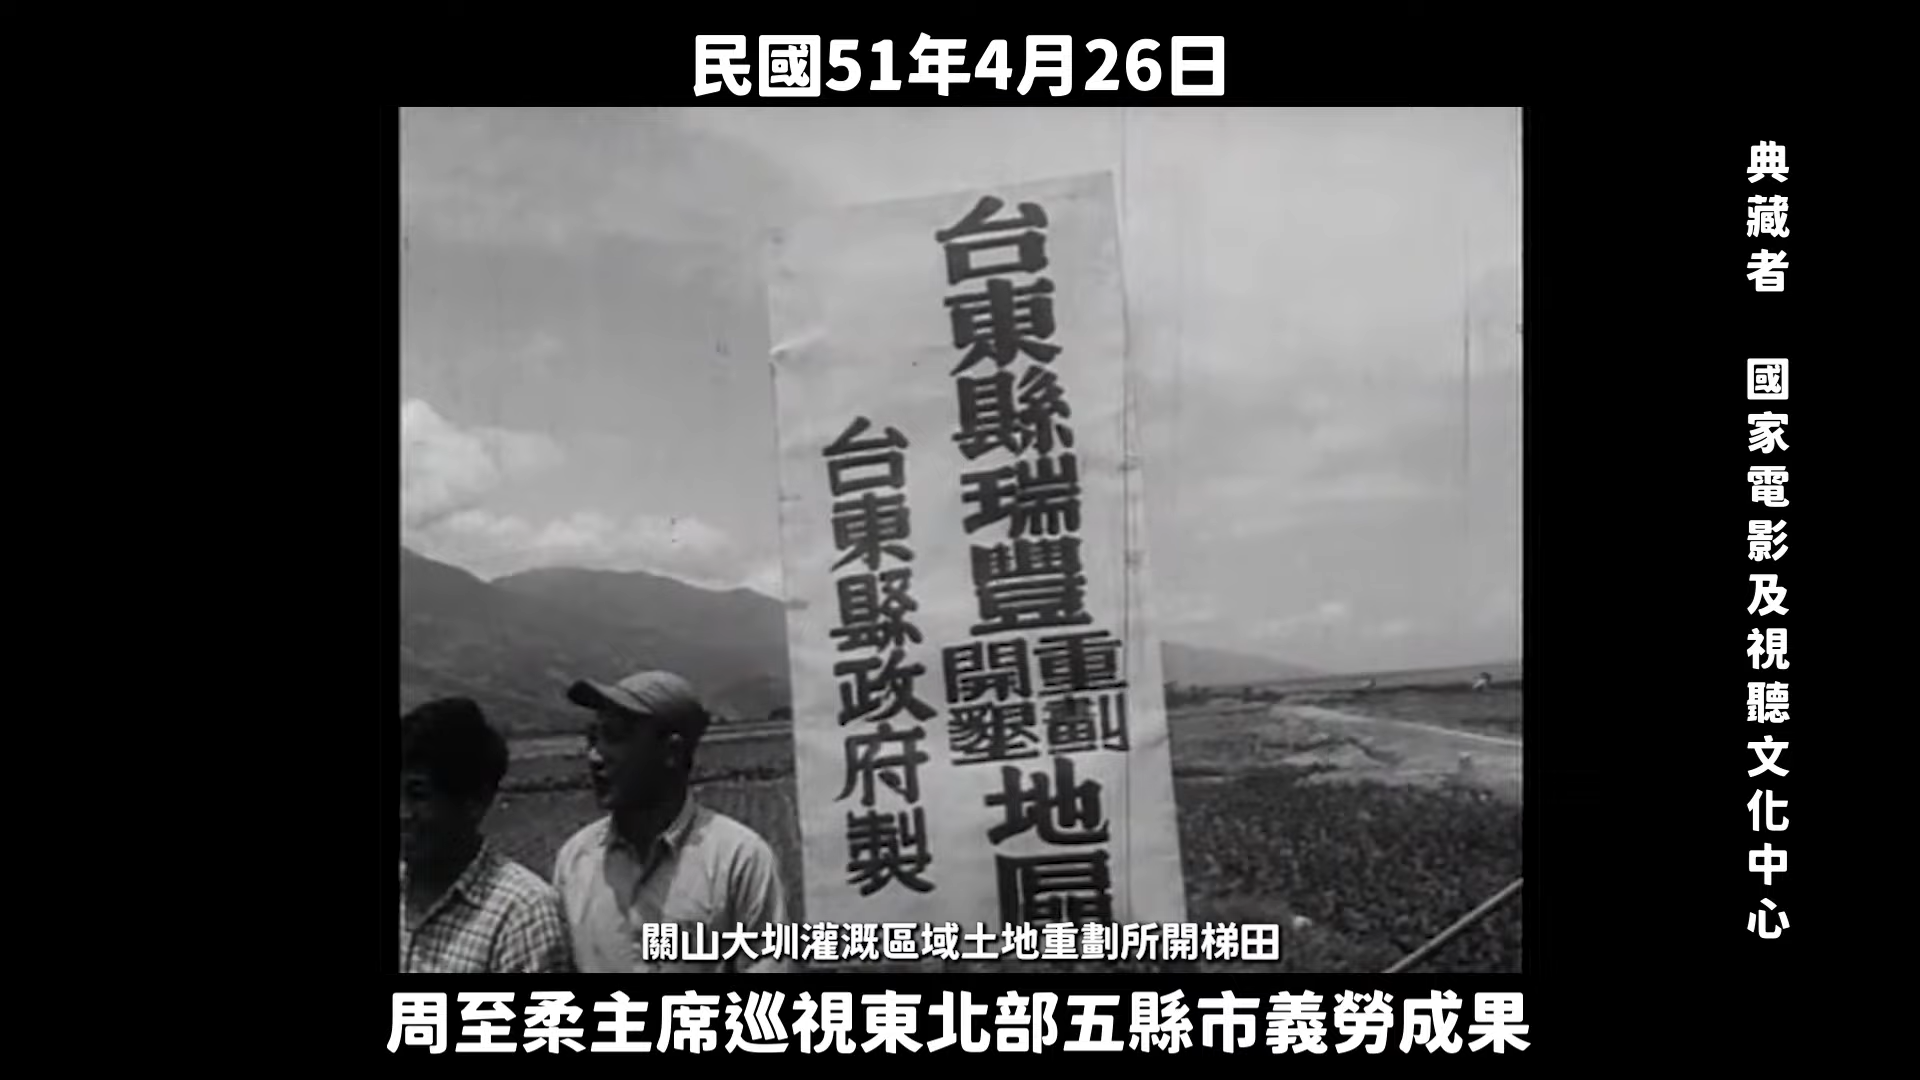 民國51年4月26日
典藏者 國家電影及視聽文化中心
台東縣瑞豐重劃開墾地區
台東縣政府製
關山大圳灌溉區域土地重劃所開梯田
周至柔主席巡視東北部五縣市義勞成果